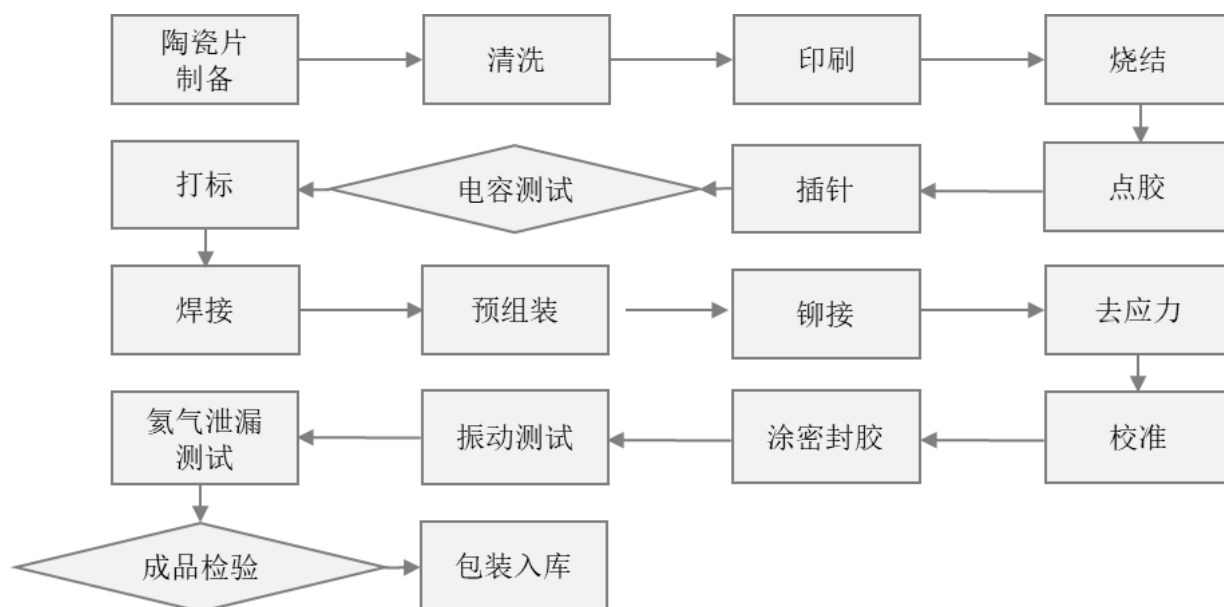 陶瓷片
制备
清洗
印刷
烧结
打标
电容测试
插针
点胶
焊接
预组装
铆接
去应力
氦气泄漏
测试
振动测试
涂密封胶
校准
成品检验
包装入库